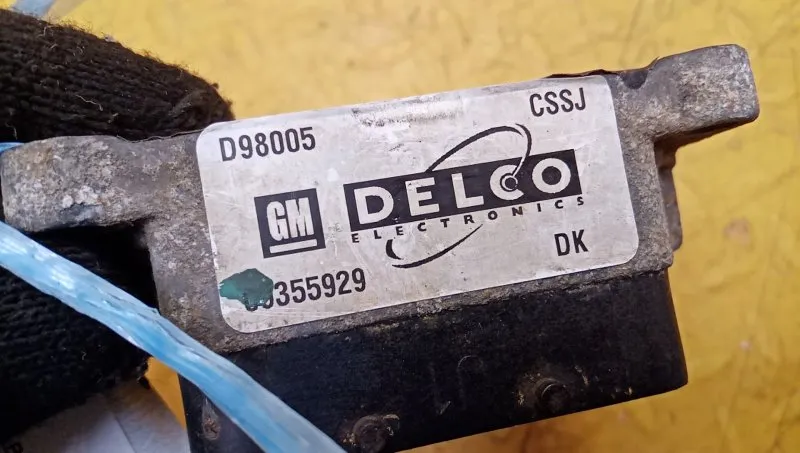 D98005 CSSJ
GM DELCO
ELECTRONICS
DK
355929